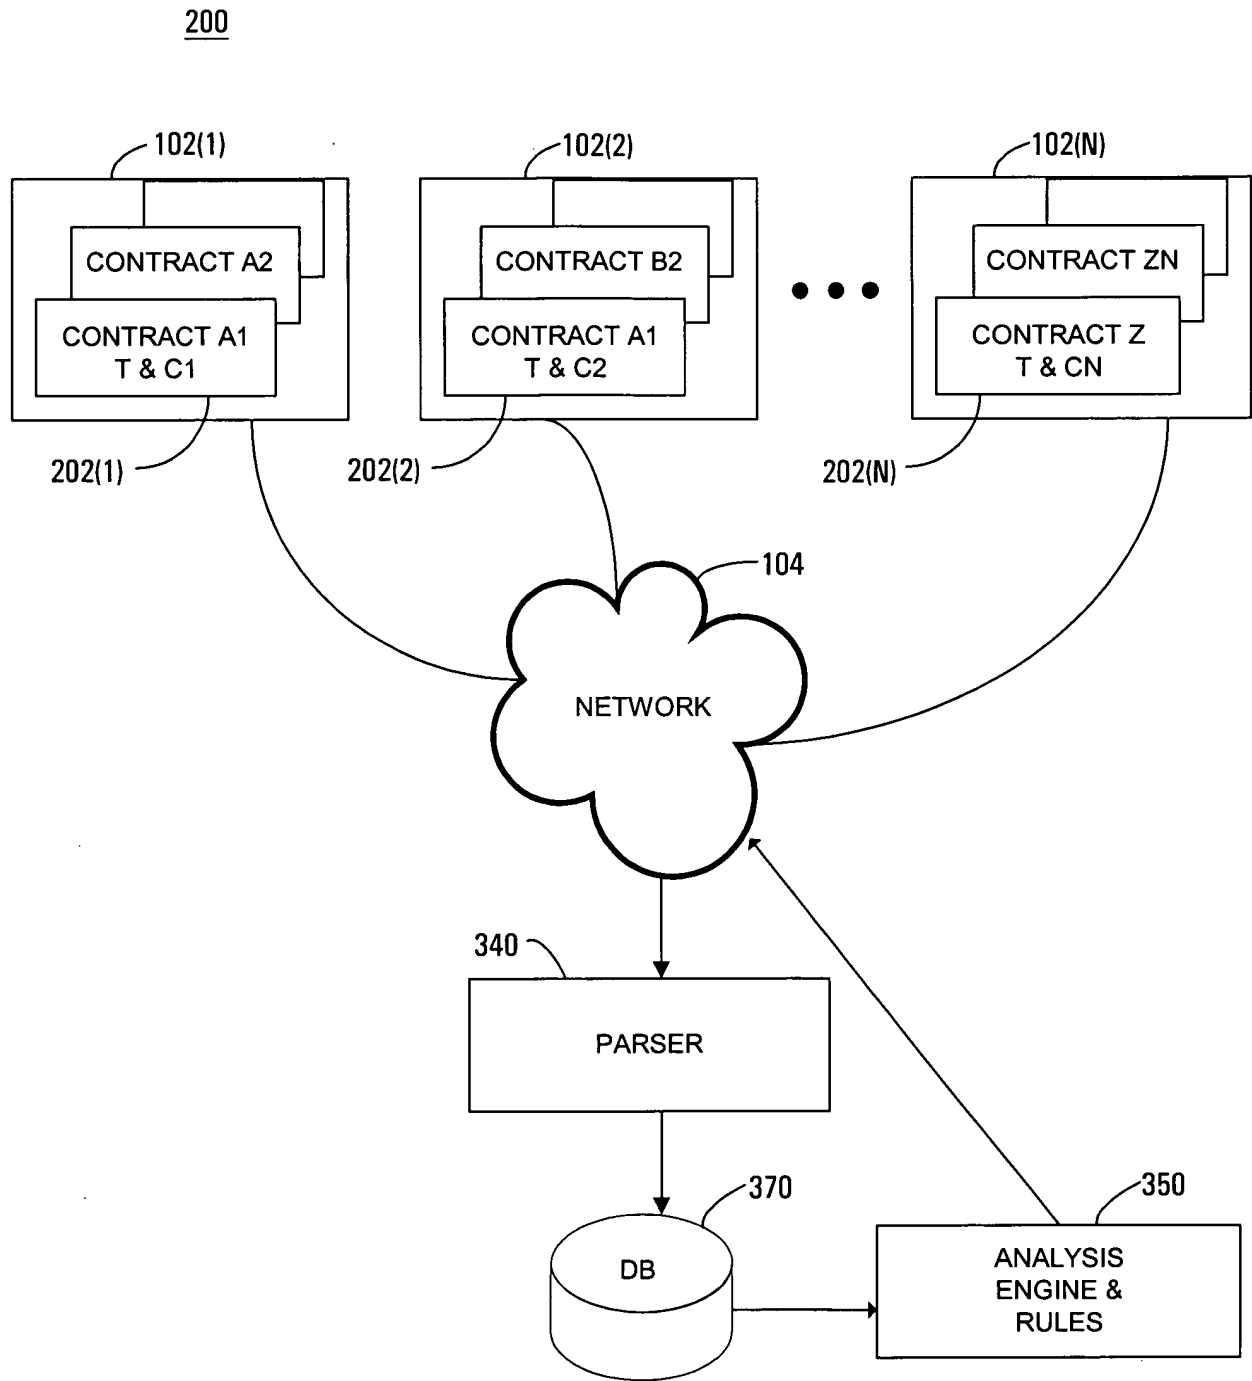 200
102(1)
102(2)
102(N)
CONTRACT A2
CONTRACT B2
CONTRACT ZN
CONTRACT A1
T & C1
CONTRACT A1
T & C2
CONTRACT Z
T & CN
202(1)
202(2)
202(N)
104
NETWORK
340
PARSER
370
350
DB
ANALYSIS
ENGINE &
RULES